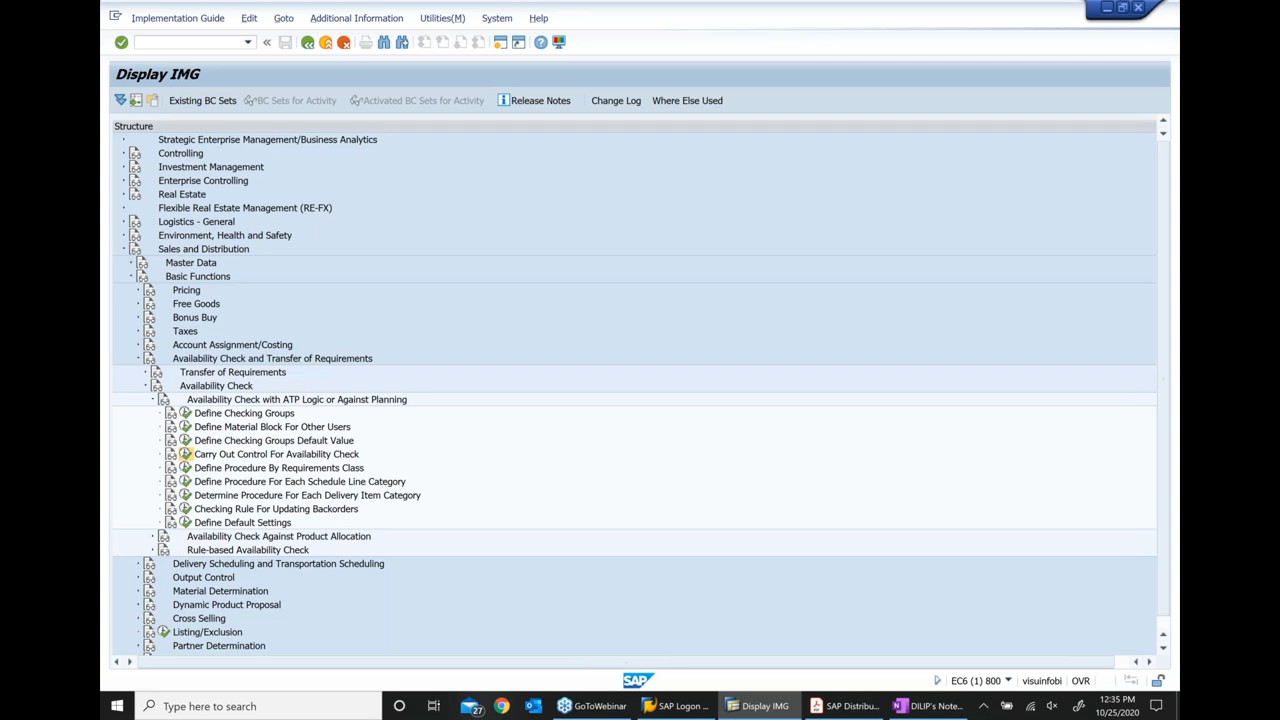 Implementation Guide Edit Goto Additional Information Utilities(M) System Help
Display IMG
Existing BC Sets BC Sets for Activity Activated BC Sets for Activity Release Notes Change Log Where Else Used
Structure
Strategic Enterprise Management/Business Analytics
Controlling
Investment Management
Enterprise Controlling
Real Estate
Flexible Real Estate Management (RE-FX)
Logistics - General
Environment, Health and Safety
Sales and Distribution
Master Data
Basic Functions
Pricing
Free Goods
Bonus Buy
Taxes
Account Assignment/Costing
Availability Check and Transfer of Requirements
Transfer of Requirements
Availability Check
Availability Check with ATP Logic or Against Planning
Define Checking Groups
Define Material Block For Other Users
Define Checking Groups Default Value
Carry Out Control For Availability Check
Define Procedure By Requirements Class
Define Procedure For Each Schedule Line Category
Determine Procedure For Each Delivery Item Category
Checking Rule For Updating Backorders
Define Default Settings
Availability Check Against Product Allocation
Rule-based Availability Check
Delivery Scheduling and Transportation Scheduling
Output Control
Material Determination
Dynamic Product Proposal
Cross Selling
Listing/Exclusion
Partner Determination
SAP EC6 (1) 800 visuinfobi OVR
Type here to search 27 GoToWebinar SAP Logon ... Display IMG SAP Distribu... DILIP's Note... 12:35 PM
10/25/2020